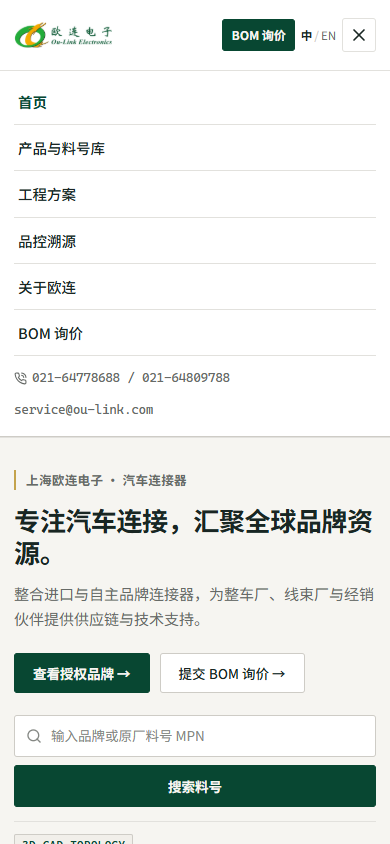 欧连电子
Ou-Link Electronics
BOM 询价
中 / EN
首页
产品与料号库
工程方案
品控溯源
关于欧连
BOM 询价
021-64778688 / 021-64809788
service@ou-link.com
上海欧连电子 · 汽车连接器
专注汽车连接，汇聚全球品牌资
源。
整合进口与自主品牌连接器，为整车厂、线束厂与经销
伙伴提供供应链与技术支持。
查看授权品牌 →
提交 BOM 询价 →
输入品牌或原厂料号 MPN
搜索料号
3D CAD TOPOLOGY